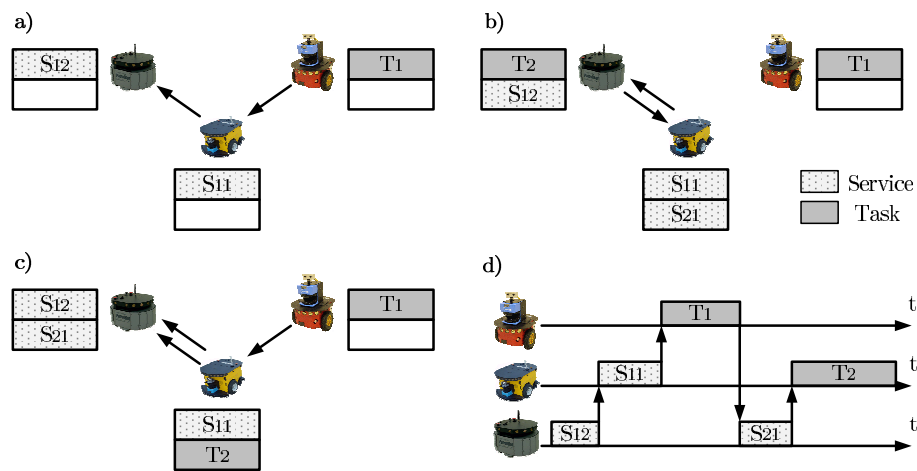 a)
S12
T1
S11
b)
T2
S12
T1
S11
S21
Service
Task
c)
S12
S21
T1
S11
T2
d)
t
T1
t
S11
T2
t
S12
S21